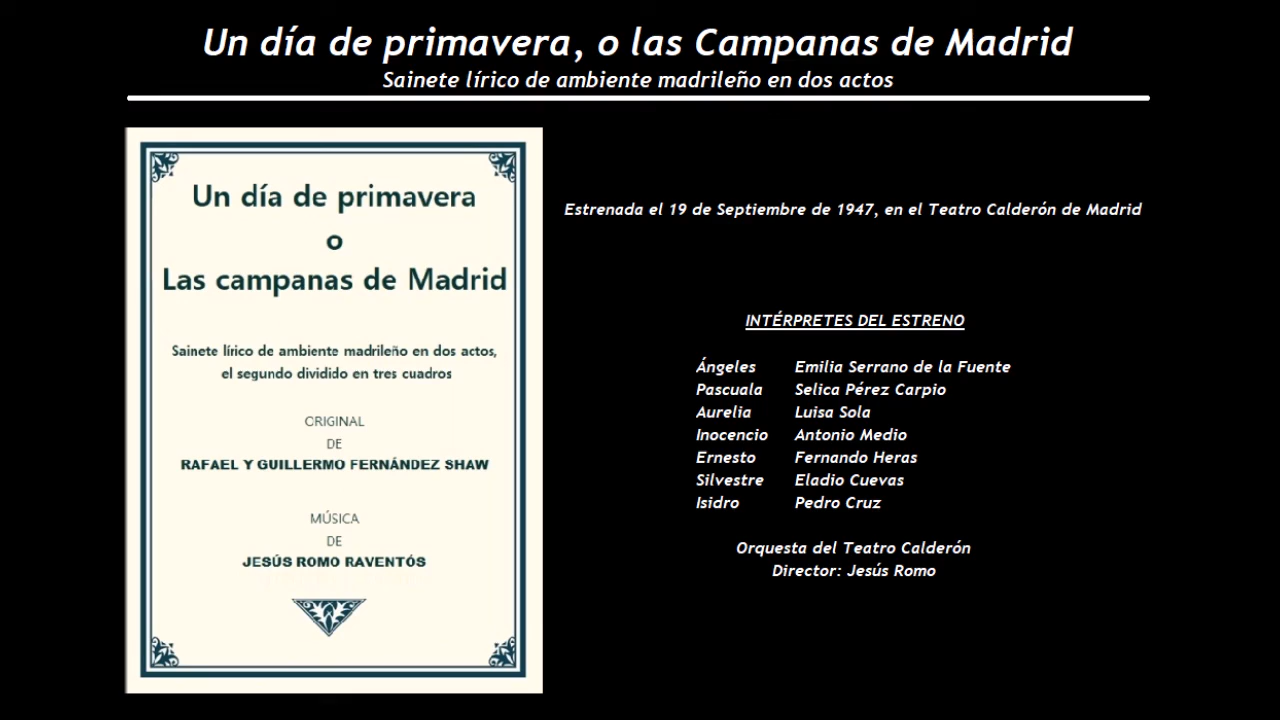 Un día de primavera, o las Campanas de Madrid
Sainete lírico de ambiente madrileño en dos actos
Un día de primavera
o
Las campanas de Madrid
Sainete lírico de ambiente madrileño en dos actos,
el segundo dividido en tres cuadros
ORIGINAL
DE
RAFAEL Y GUILLERMO FERNÁNDEZ SHAW
MÚSICA
DE
JESÚS ROMO RAVENTÓS
Estrenada el 19 de Septiembre de 1947, en el Teatro Calderón de Madrid
INTÉRPRETES DEL ESTRENO
Ángeles Emilia Serrano de la Fuente
Pascuala Selica Pérez Carpio
Aurelia Luisa Sola
Inocencio Antonio Medio
Ernesto Fernando Heras
Silvestre Eladio Cuevas
Isidro Pedro Cruz
Orquesta del Teatro Calderón
Director: Jesús Romo